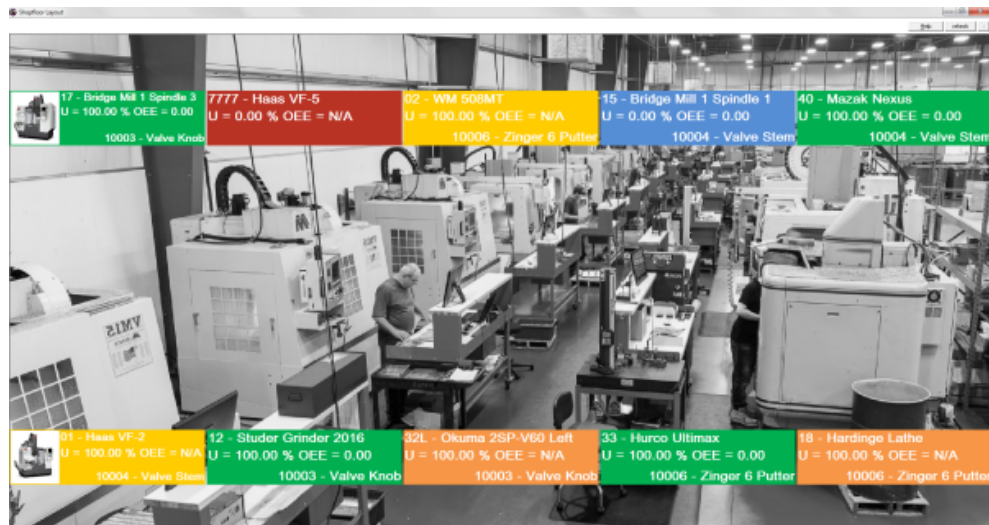 Shopfloor Layout
Help
refresh
17 - Bridge Mill 1 Spindle 3
U = 100.00 % OEE = 0.00
10003 - Valve Knob
7777 - Haas VF-5
U = 0.00 % OEE = N/A
02 - WM 508MT
U = 100.00 % OEE = N/A
10006 - Zinger 6 Putter
15 - Bridge Mill 1 Spindle 1
U = 0.00 % OEE = 0.00
10004 - Valve Stem
40 - Mazak Nexus
U = 100.00 % OEE = 0.00
10004 - Valve Stem
VM15
01 - Haas VF-2
U = 100.00 % OEE = N/A
10004 - Valve Stem
12 - Studer Grinder 2016
U = 100.00 % OEE = 0.00
10003 - Valve Knob
32L - Okuma 2SP-V60 Left
U = 100.00 % OEE = N/A
10003 - Valve Knob
33 - Hurco Ultimax
U = 100.00 % OEE = 0.00
10006 - Zinger 6 Putter
18 - Hardinge Lathe
U = 100.00 % OEE = N/A
10006 - Zinger 6 Putter